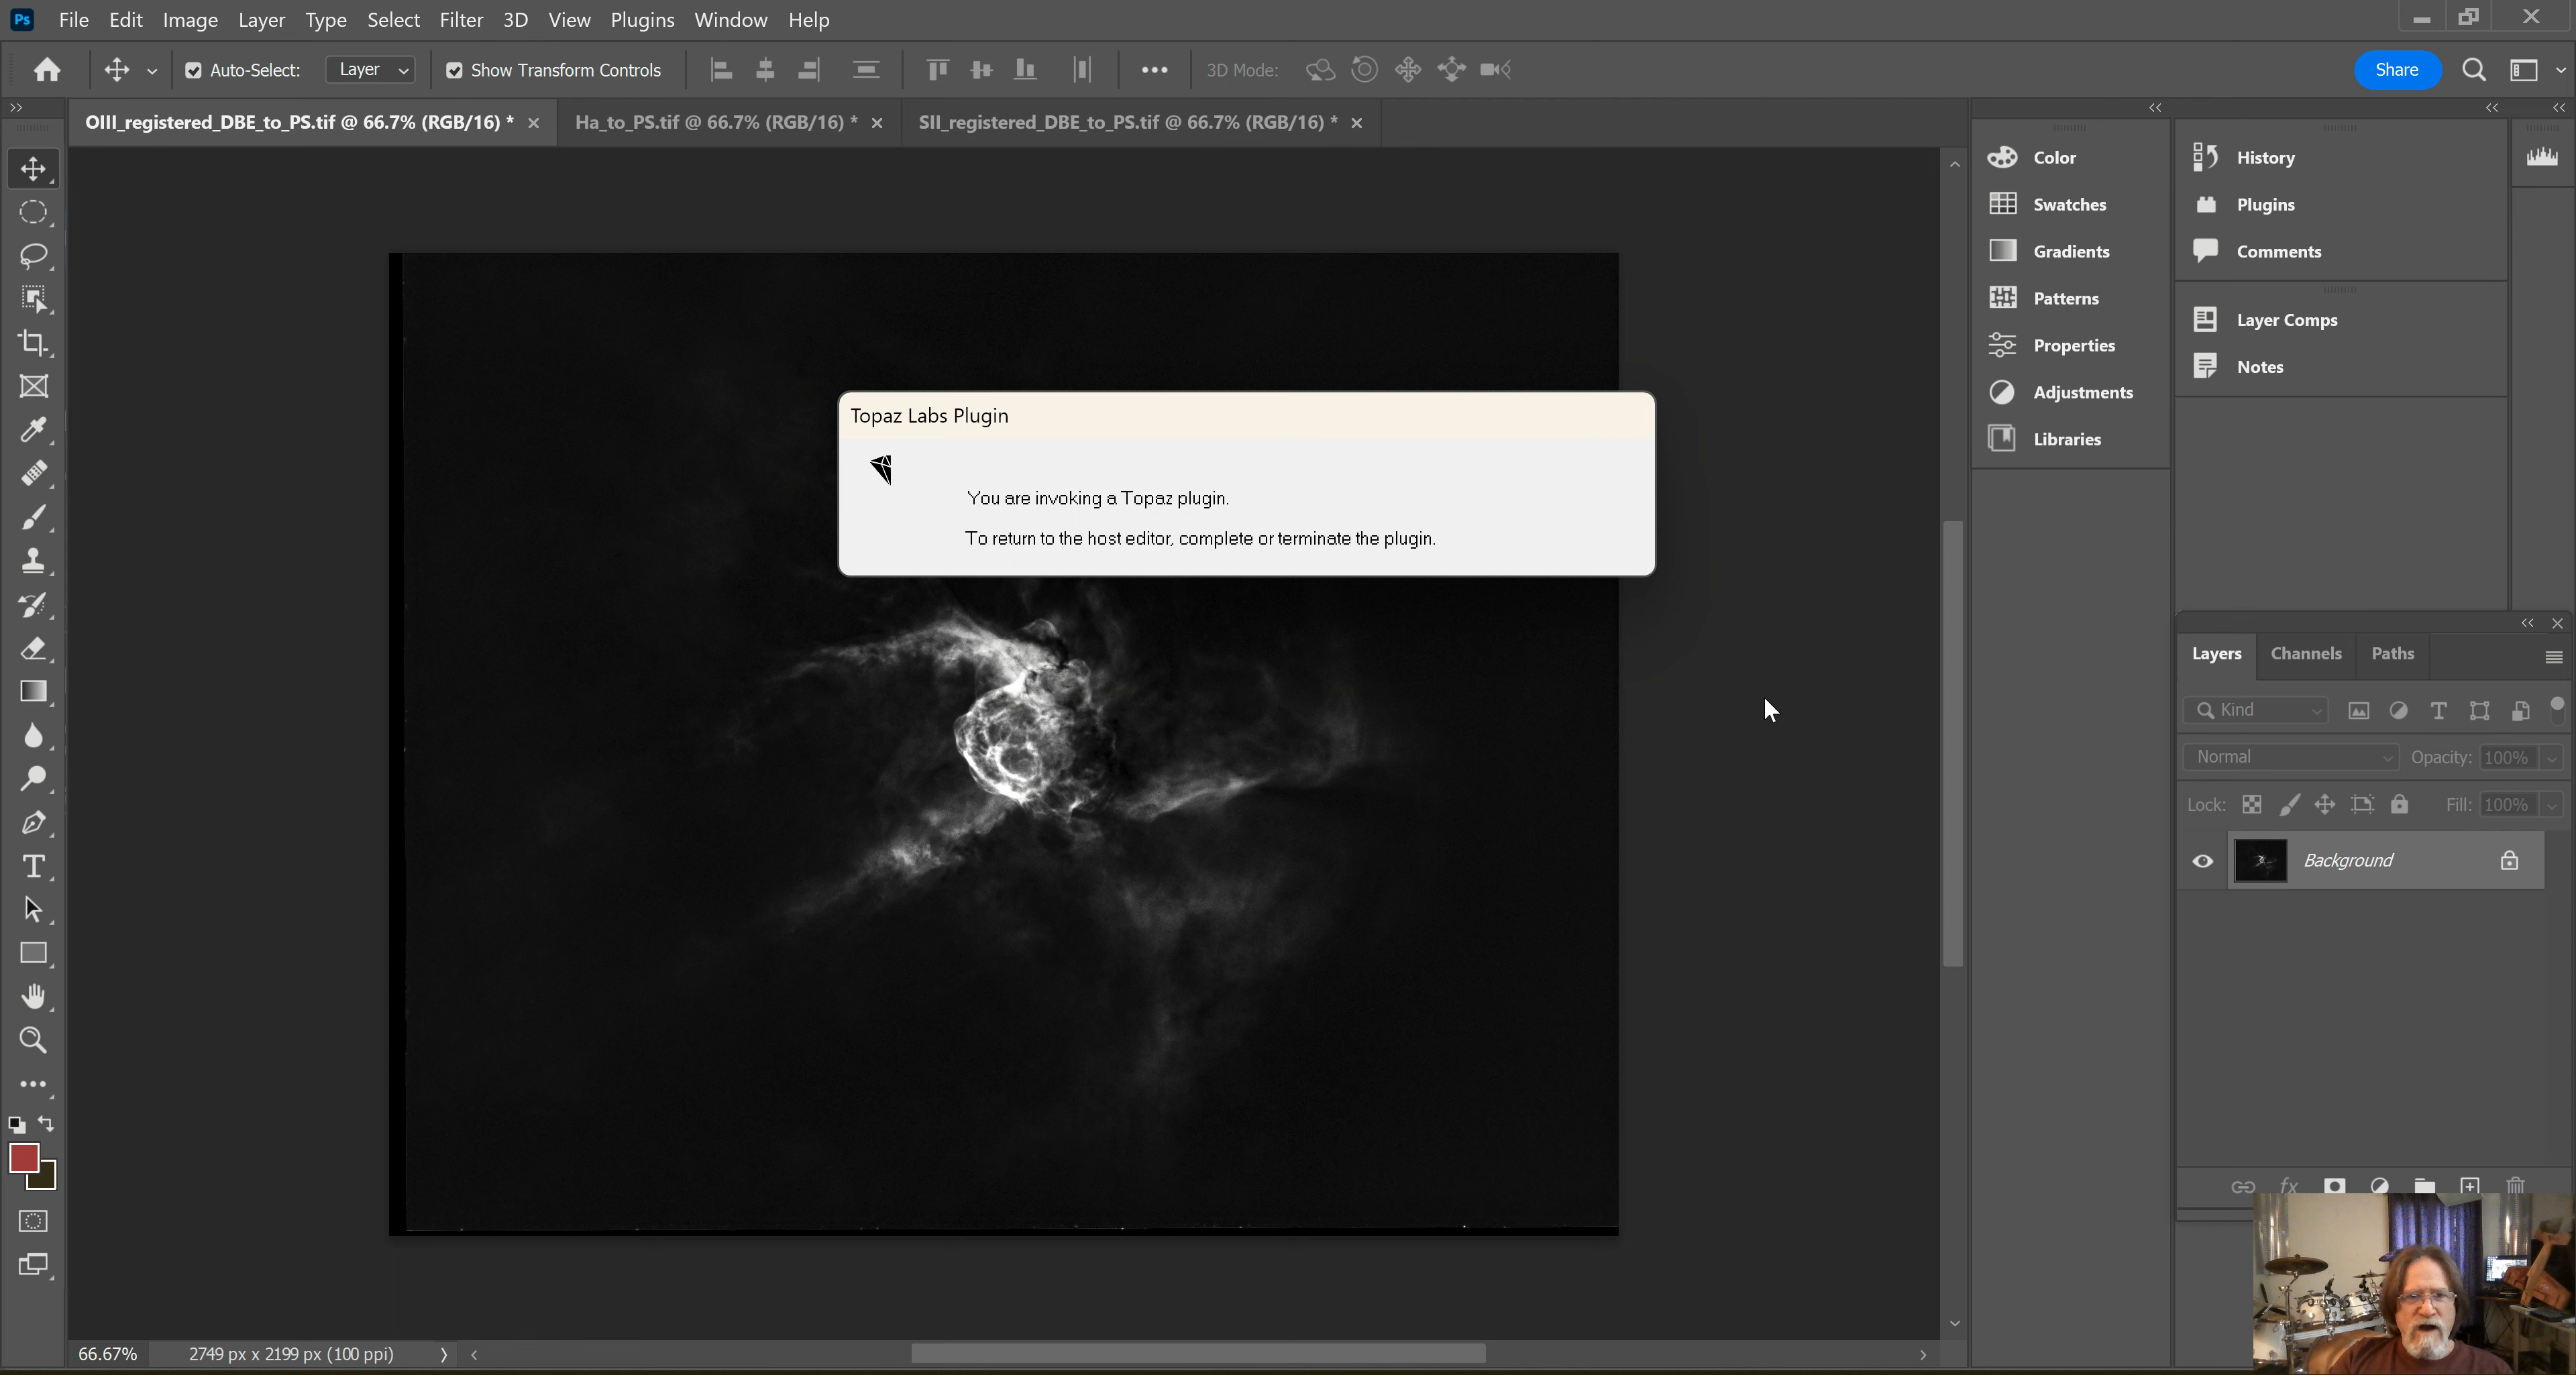 Ps File Edit Image Layer Type Select Filter 3D View Plugins Window Help
Auto-Select: Layer Show Transform Controls 3D Mode: Share
OIII_registered_DBE_to_PS.tif @ 66.7% (RGB/16) * Ha_to_PS.tif @ 66.7% (RGB/16) * SII_registered_DBE_to_PS.tif @ 66.7% (RGB/16) *
Color
Swatches
Gradients
Patterns
Properties
Adjustments
Libraries
History
Plugins
Comments
Layer Comps
Notes
Topaz Labs Plugin
You are invoking a Topaz plugin.
To return to the host editor, complete or terminate the plugin.
Layers Channels Paths
Kind
Normal Opacity: 100%
Lock: Fill: 100%
Background
fx
66.67% 2749 px x 2199 px (100 ppi)